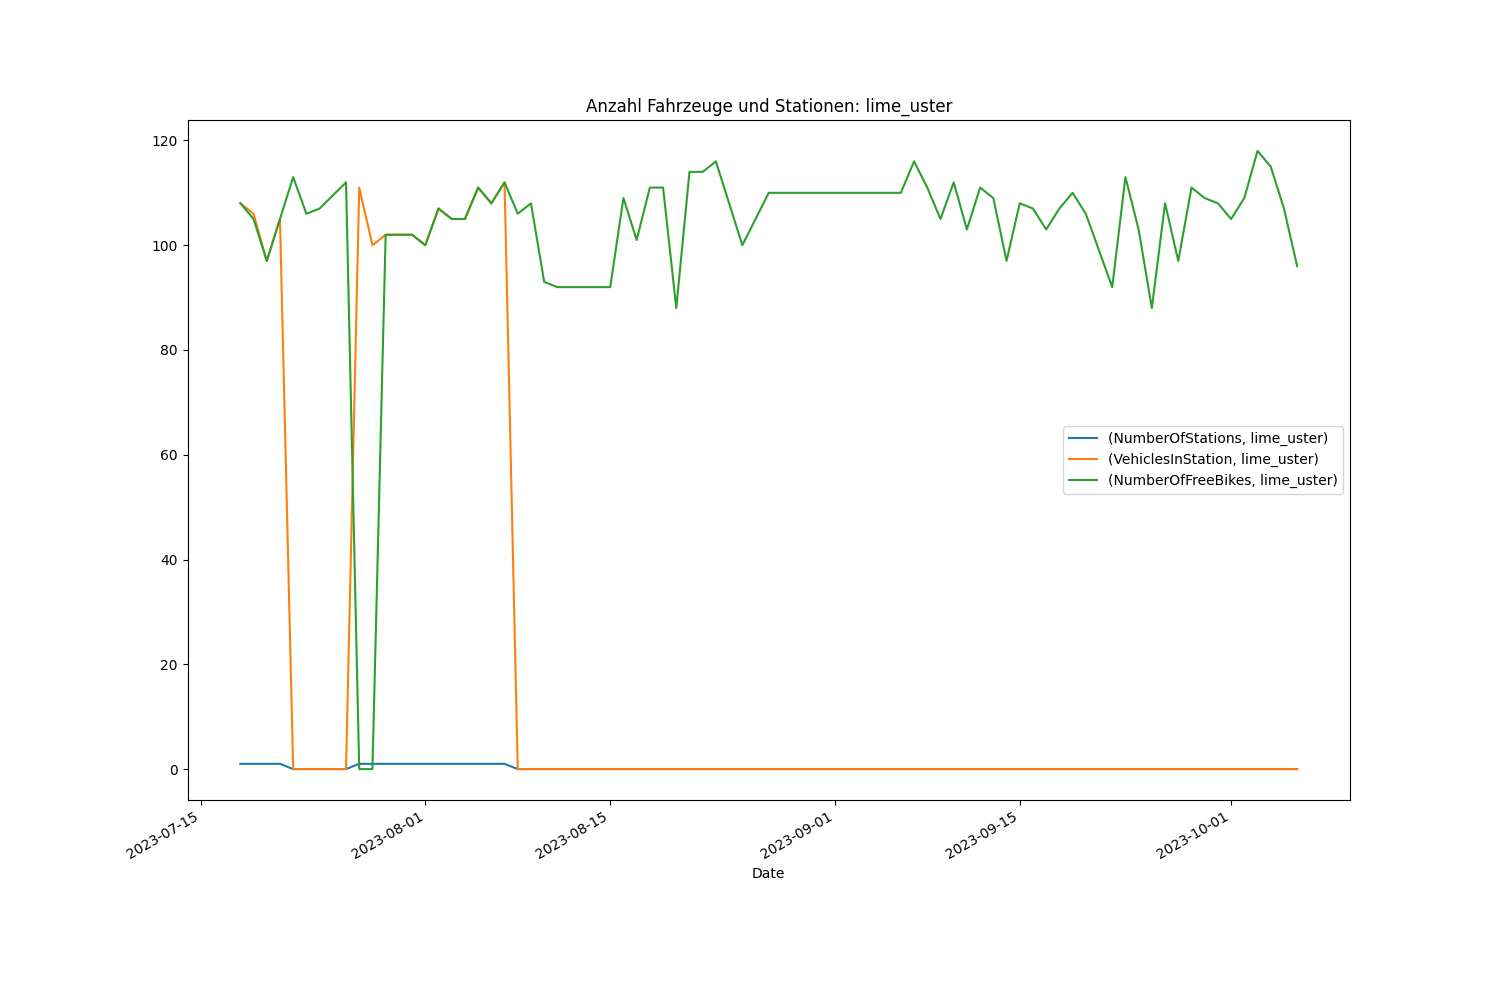 Anzahl Fahrzeuge und Stationen: lime_uster
120
100
80
60
40
20
0
(NumberOfStations, lime_uster)
(VehiclesInStation, lime_uster)
(NumberOfFreeBikes, lime_uster)
2023-07-15
2023-08-01
2023-08-15
2023-09-01
2023-09-15
2023-10-01
Date